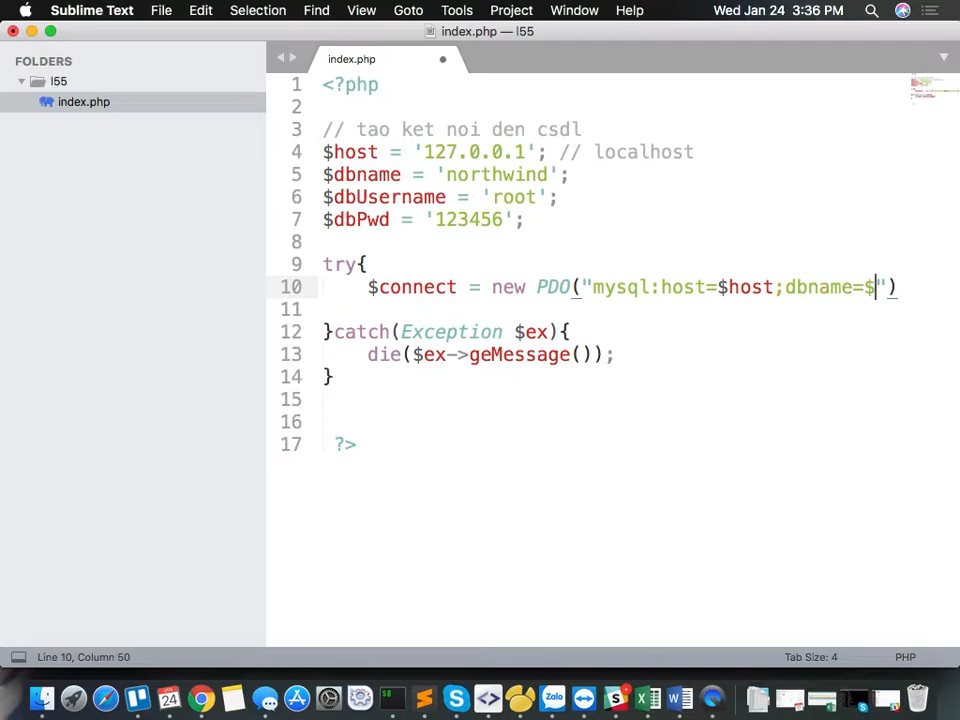 Sublime Text File Edit Selection Find View Goto Tools Project Window Help Wed Jan 24 3:36 PM
index.php — l55
FOLDERS
l55
index.php
index.php
1 <?php
2
3 // tao ket noi den csdl
4 $host = '127.0.0.1'; // localhost
5 $dbname = 'northwind';
6 $dbUsername = 'root';
7 $dbPwd = '123456';
8
9 try{
10 $connect = new PDO("mysql:host=$host;dbname=$")
11
12 }catch(Exception $ex){
13 die($ex->geMessage());
14 }
15
16
17 ?>
Line 10, Column 50 Tab Size: 4 PHP
24
Zalo